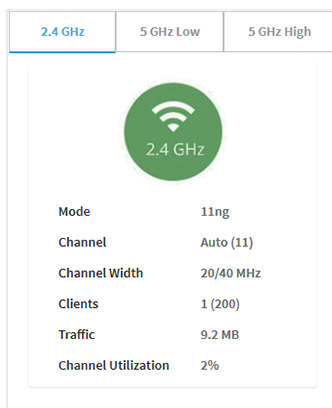 2.4 GHz 5 GHz Low 5 GHz High
2.4 GHz
Mode 11ng
Channel Auto (11)
Channel Width 20/40 MHz
Clients 1 (200)
Traffic 9.2 MB
Channel Utilization 2%